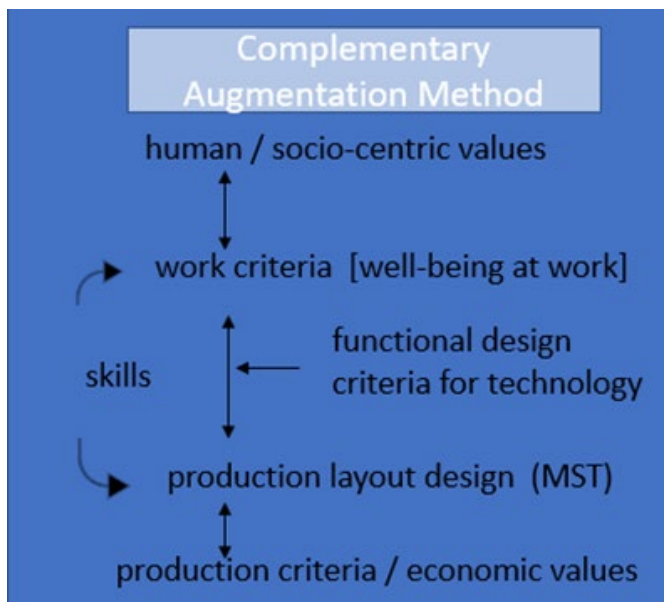 Complementary
Augmentation Method
human / socio-centric values
work criteria [well-being at work]
functional design
criteria for technology
skills
production layout design (MST)
production criteria / economic values